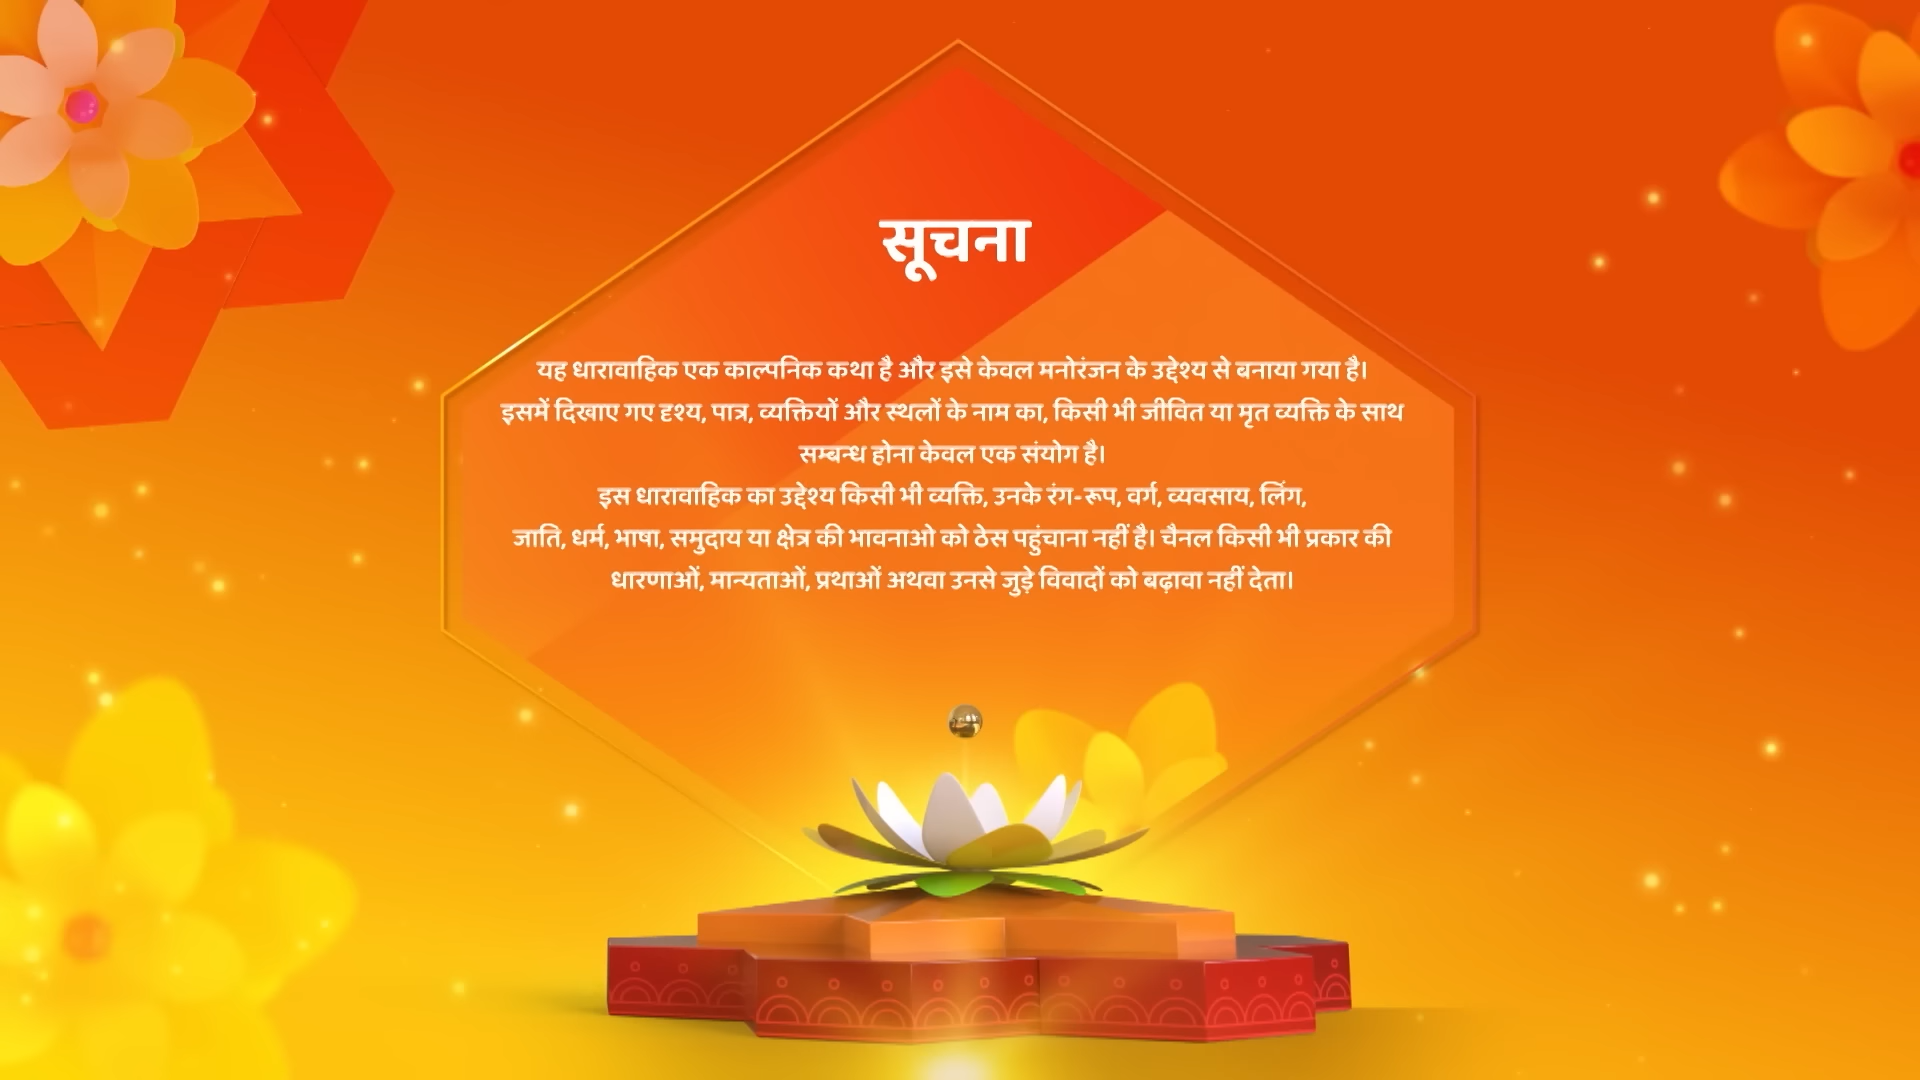 सूचना
यह धारावाहिक एक काल्पनिक कथा है और इसे केवल मनोरंजन के उद्देश्य से बनाया गया है।
इसमें दिखाए गए दृश्य, पात्र, व्यक्तियों और स्थलों के नाम का, किसी भी जीवित या मृत व्यक्ति के साथ
सम्बन्ध होना केवल एक संयोग है।
इस धारावाहिक का उद्देश्य किसी भी व्यक्ति, उनके रंग-रूप, वर्ग, व्यवसाय, लिंग,
जाति, धर्म, भाषा, समुदाय या क्षेत्र की भावनाओ को ठेस पहुंचाना नहीं है। चैनल किसी भी प्रकार की
धारणाओं, मान्यताओं, प्रथाओं अथवा उनसे जुड़े विवादों को बढ़ावा नहीं देता।